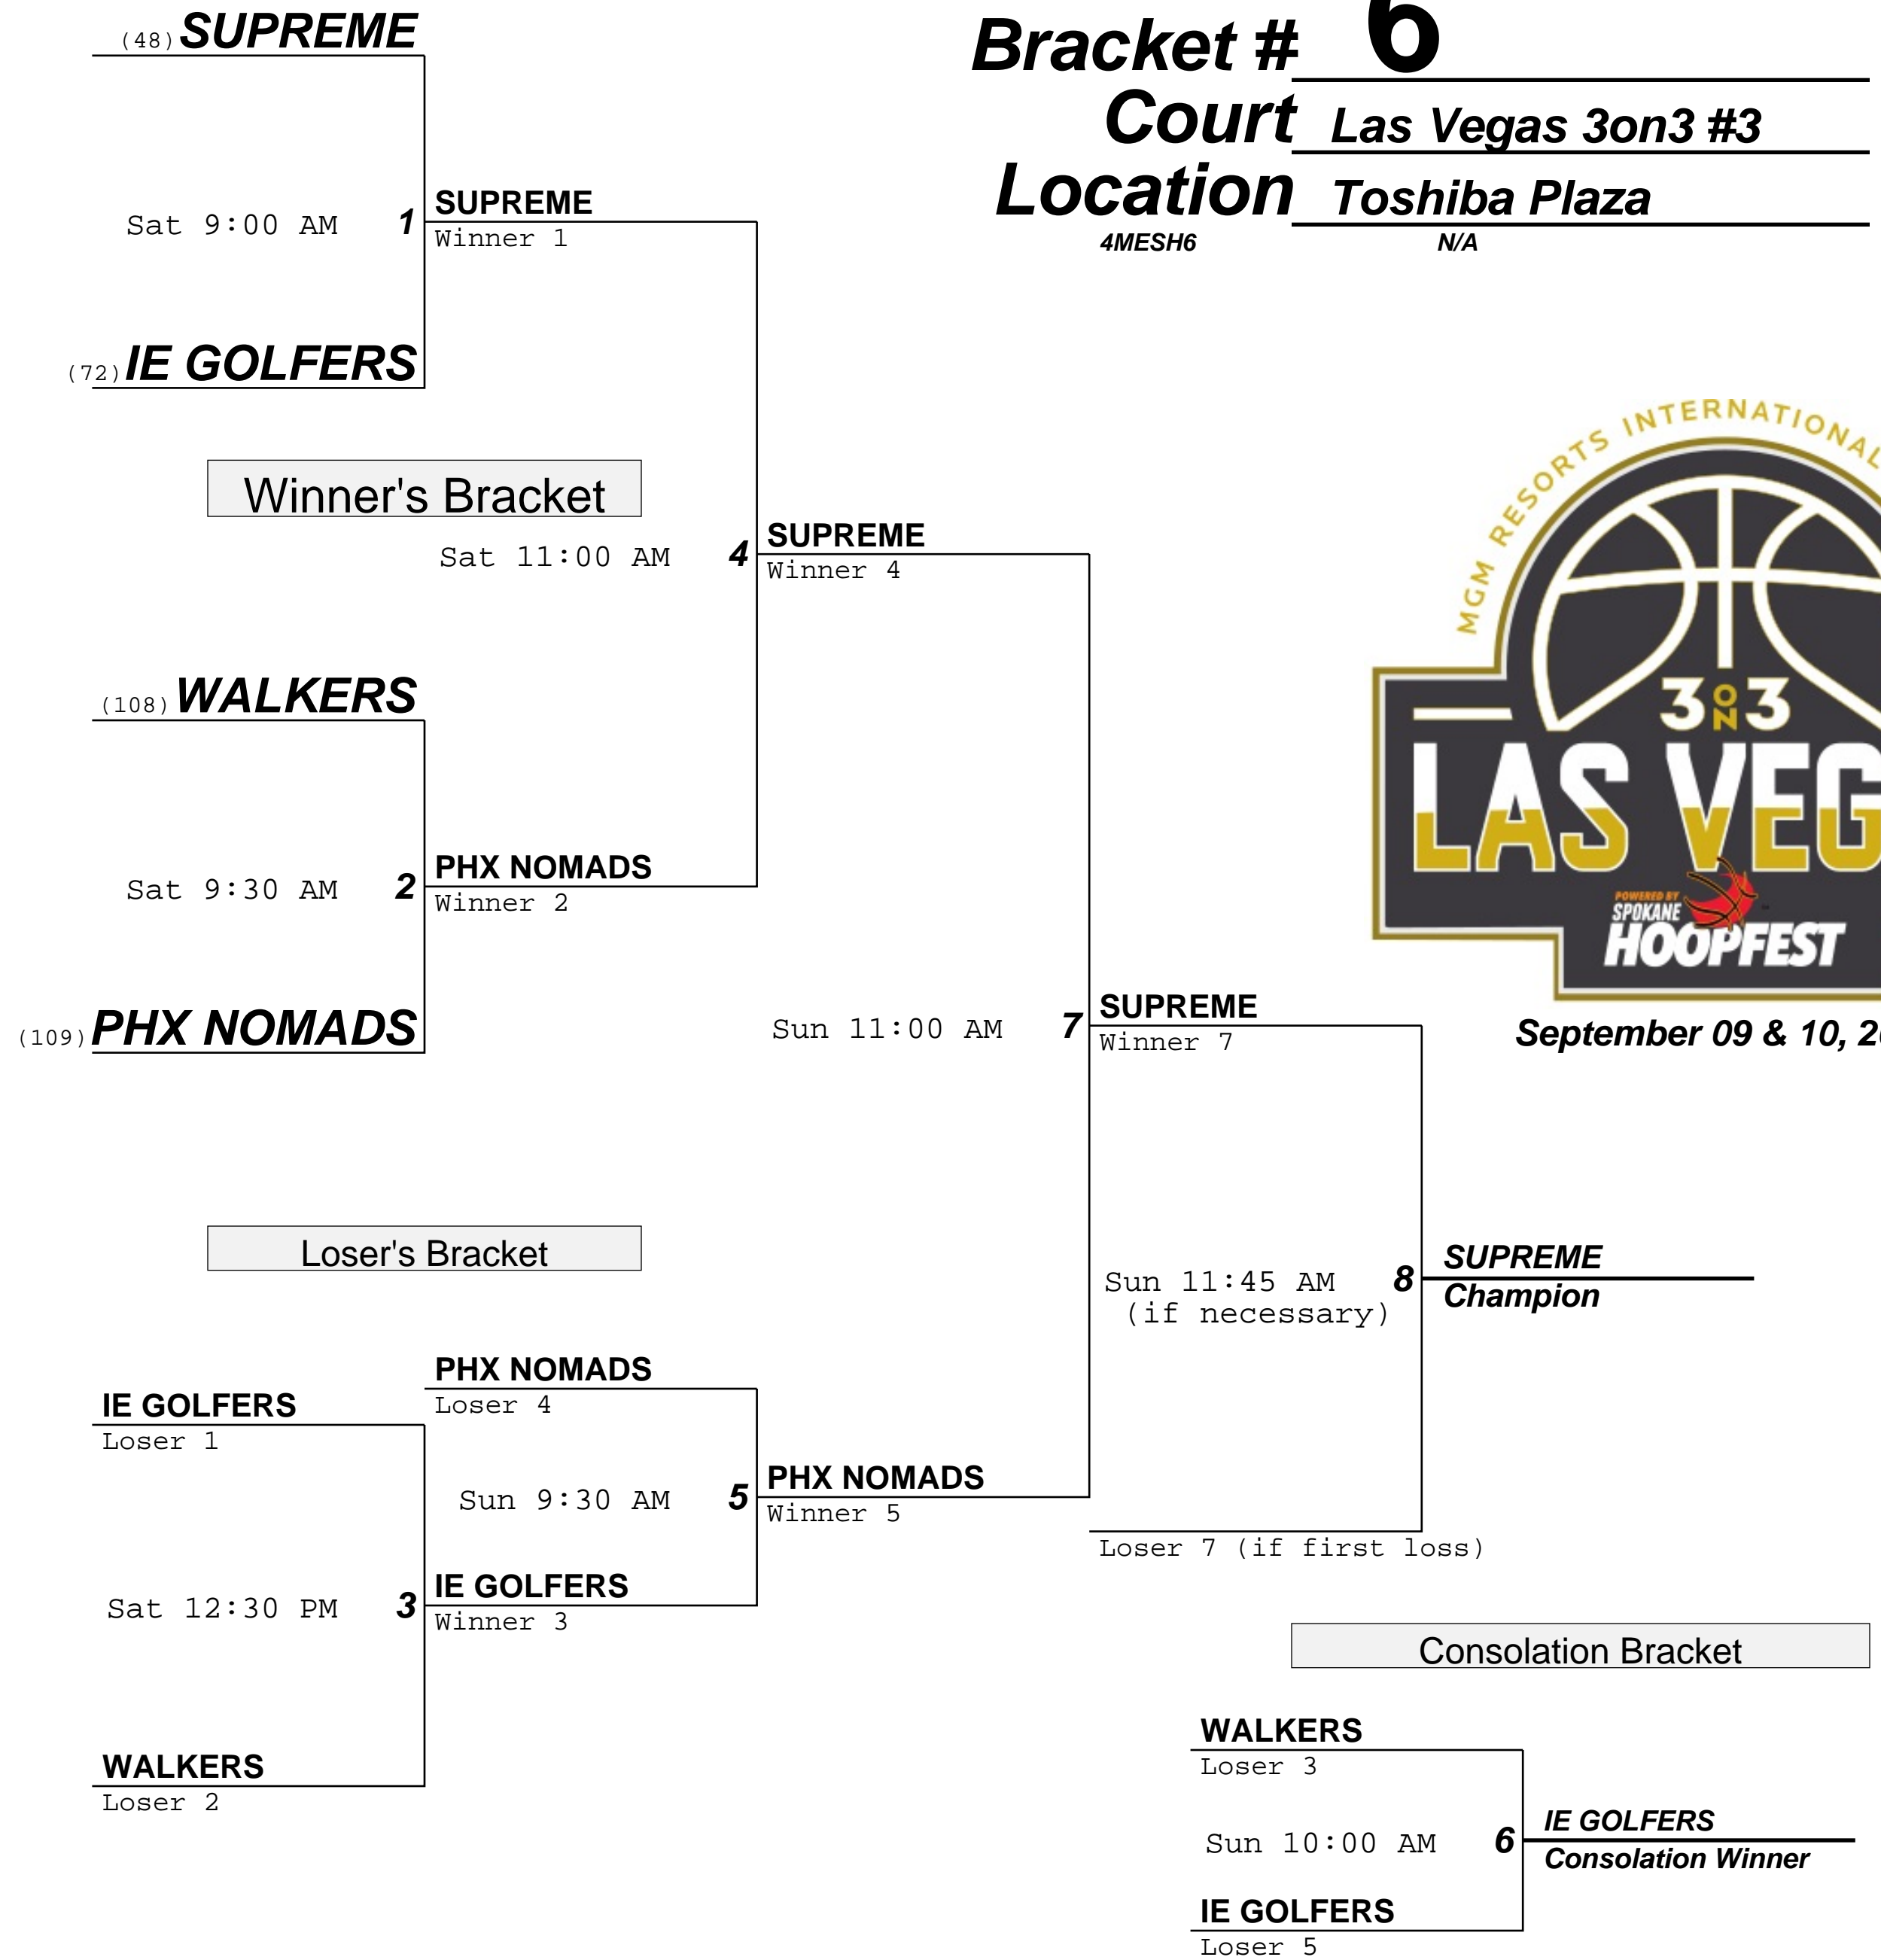 Bracket # 6
Court Las Vegas 3on3 #3
Location Toshiba Plaza
4MESH6 N/A
(48) SUPREME
Sat 9:00 AM 1
SUPREME
Winner 1
(72) IE GOLFERS
Winner's Bracket
Sat 11:00 AM 4
SUPREME
Winner 4
(108) WALKERS
Sat 9:30 AM 2
PHX NOMADS
Winner 2
(109) PHX NOMADS
MGM RESORTS INTERNATIONAL
3 ON 3
LAS VEG
POWERED BY
SPOKANE
HOOPFEST
September 09 & 10, 2
Sun 11:00 AM 7
SUPREME
Winner 7
Loser's Bracket
Sun 11:45 AM 8
(if necessary)
SUPREME
Champion
IE GOLFERS
Loser 1
PHX NOMADS
Loser 4
Sun 9:30 AM 5
PHX NOMADS
Winner 5
Loser 7 (if first loss)
Sat 12:30 PM 3
IE GOLFERS
Winner 3
WALKERS
Loser 2
Consolation Bracket
WALKERS
Loser 3
Sun 10:00 AM 6
IE GOLFERS
Consolation Winner
IE GOLFERS
Loser 5